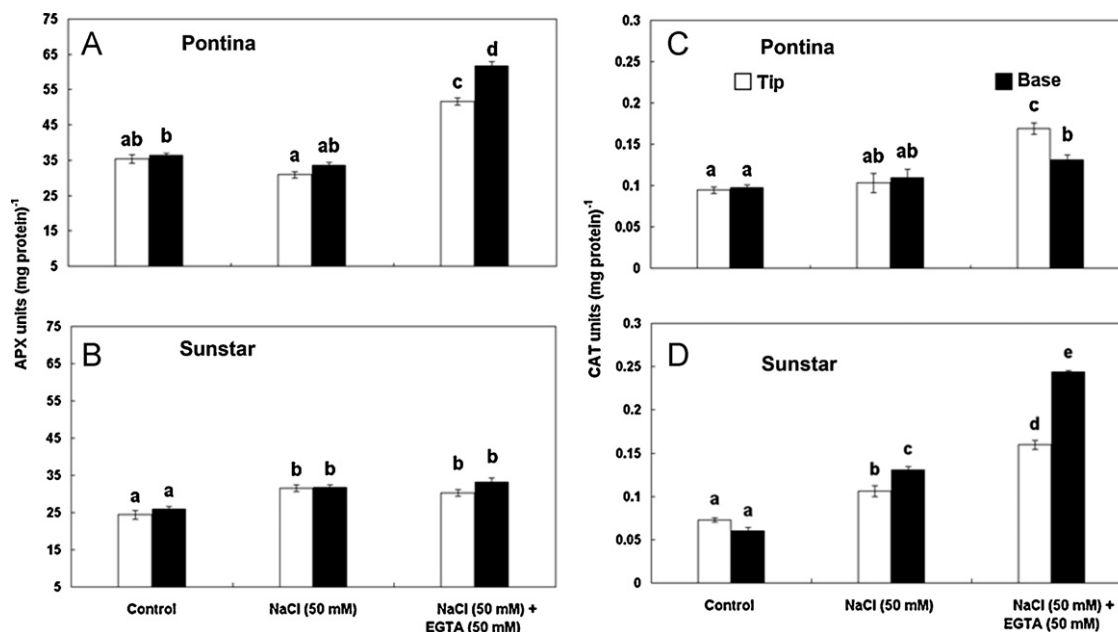 A
Pontina
75
65
55
45
35
25
15
5
ab
b
a
ab
c
d
B
Sunstar
75
65
55
45
35
25
15
5
a
a
b
b
b
b
APX units (mg protein)⁻¹
Control
NaCl (50 mM)
NaCl (50 mM) +
EGTA (50 mM)
C
Pontina
Tip
Base
0.3
0.25
0.2
0.15
0.1
0.05
0
a
a
ab
ab
c
b
D
Sunstar
0.3
0.25
0.2
0.15
0.1
0.05
0
a
a
b
c
d
e
CAT units (mg protein)⁻¹
Control
NaCl (50 mM)
NaCl (50 mM) +
EGTA (50 mM)